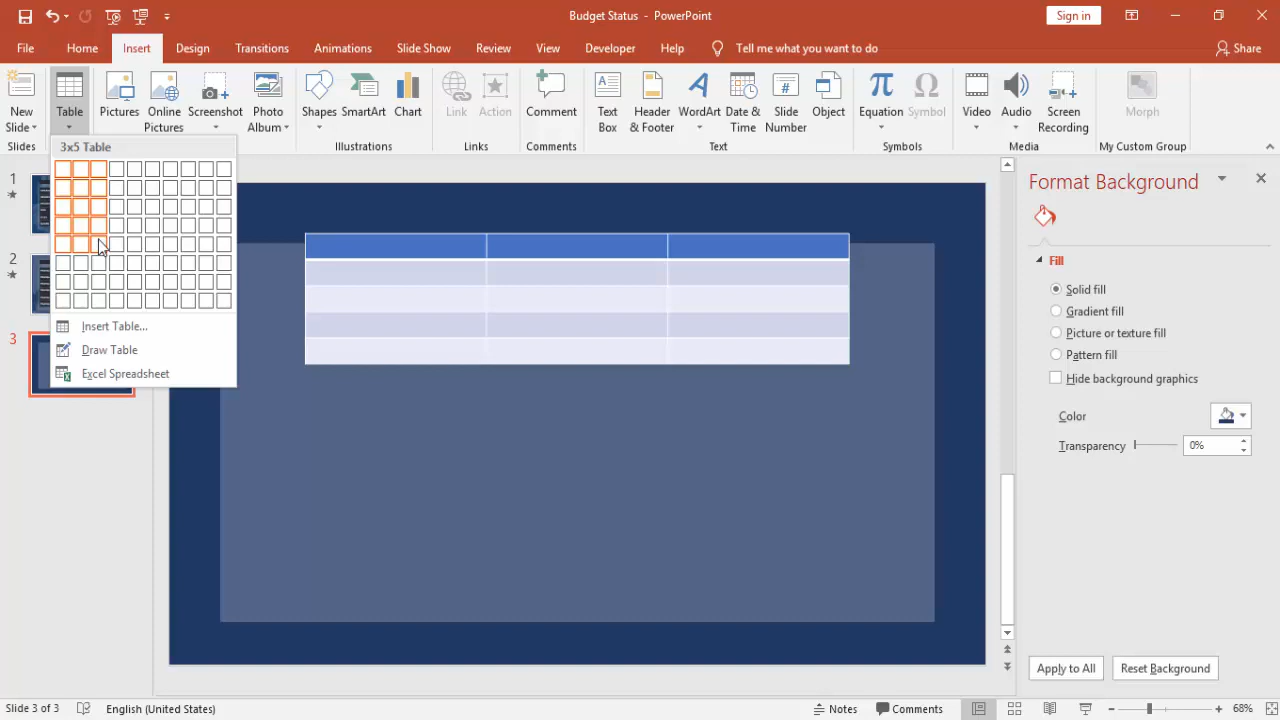 Budget Status - PowerPoint
Sign in
File Home Insert Design Transitions Animations Slide Show Review View Developer Help Tell me what you want to do Share
New Slide
Table
Pictures
Online Pictures
Screenshot
Photo Album
Shapes
SmartArt
Chart
Link
Action
Comment
Text Box
Header & Footer
WordArt
Date & Time
Slide Number
Object
Equation
Symbol
Video
Audio
Screen Recording
Morph
Slides
Illustrations
Links
Comments
Text
Symbols
Media
My Custom Group
3x5 Table
Insert Table...
Draw Table
Excel Spreadsheet
1
2
3
Format Background
Fill
Solid fill
Gradient fill
Picture or texture fill
Pattern fill
Hide background graphics
Color
Transparency
0%
Apply to All
Reset Background
Slide 3 of 3
English (United States)
Notes
Comments
68%